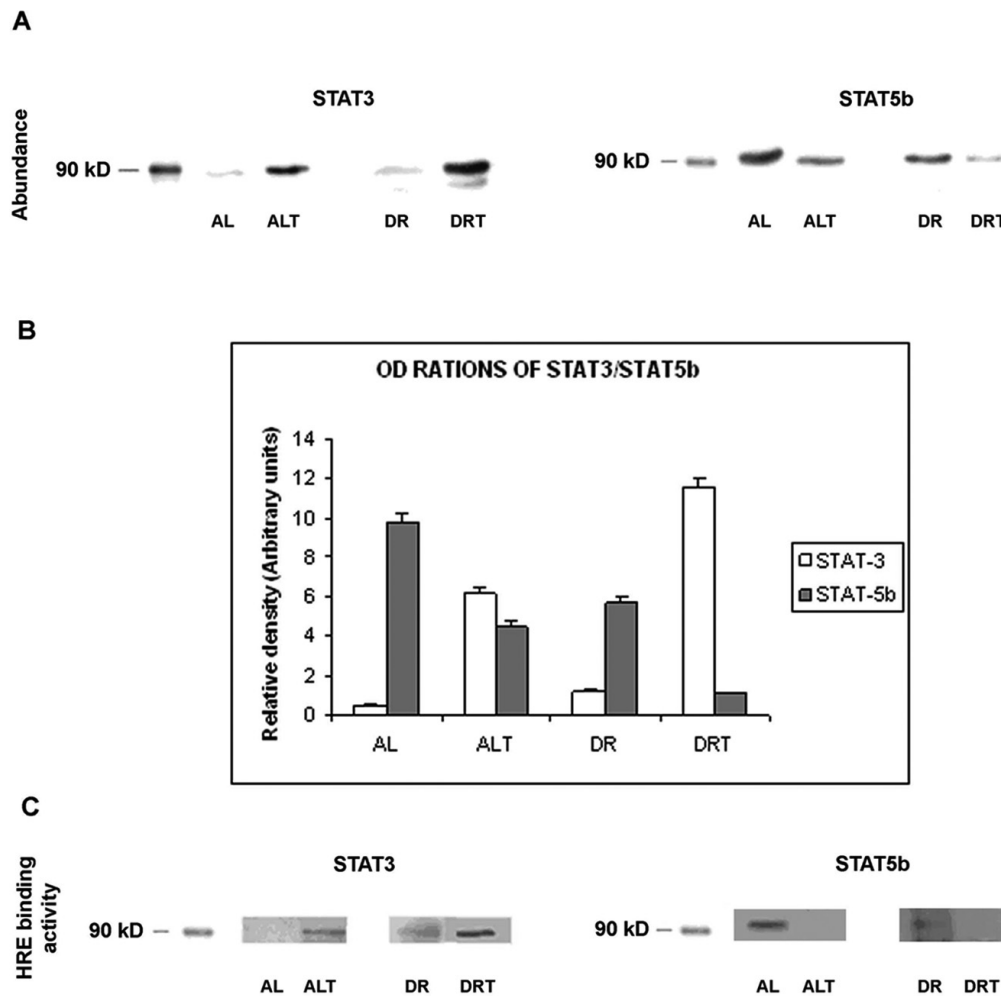 A
STAT3 STAT5b
Abundance
90 kD 90 kD
AL ALT DR DRT AL ALT DR DRT
B
OD RATIONS OF STAT3/STAT5b
Relative density (Arbitrary units)
14
12
10
8
6
4
2
0
AL ALT DR DRT
STAT-3
STAT-5b
C
STAT3 STAT5b
HRE binding
activity
90 kD 90 kD
AL ALT DR DRT AL ALT DR DRT